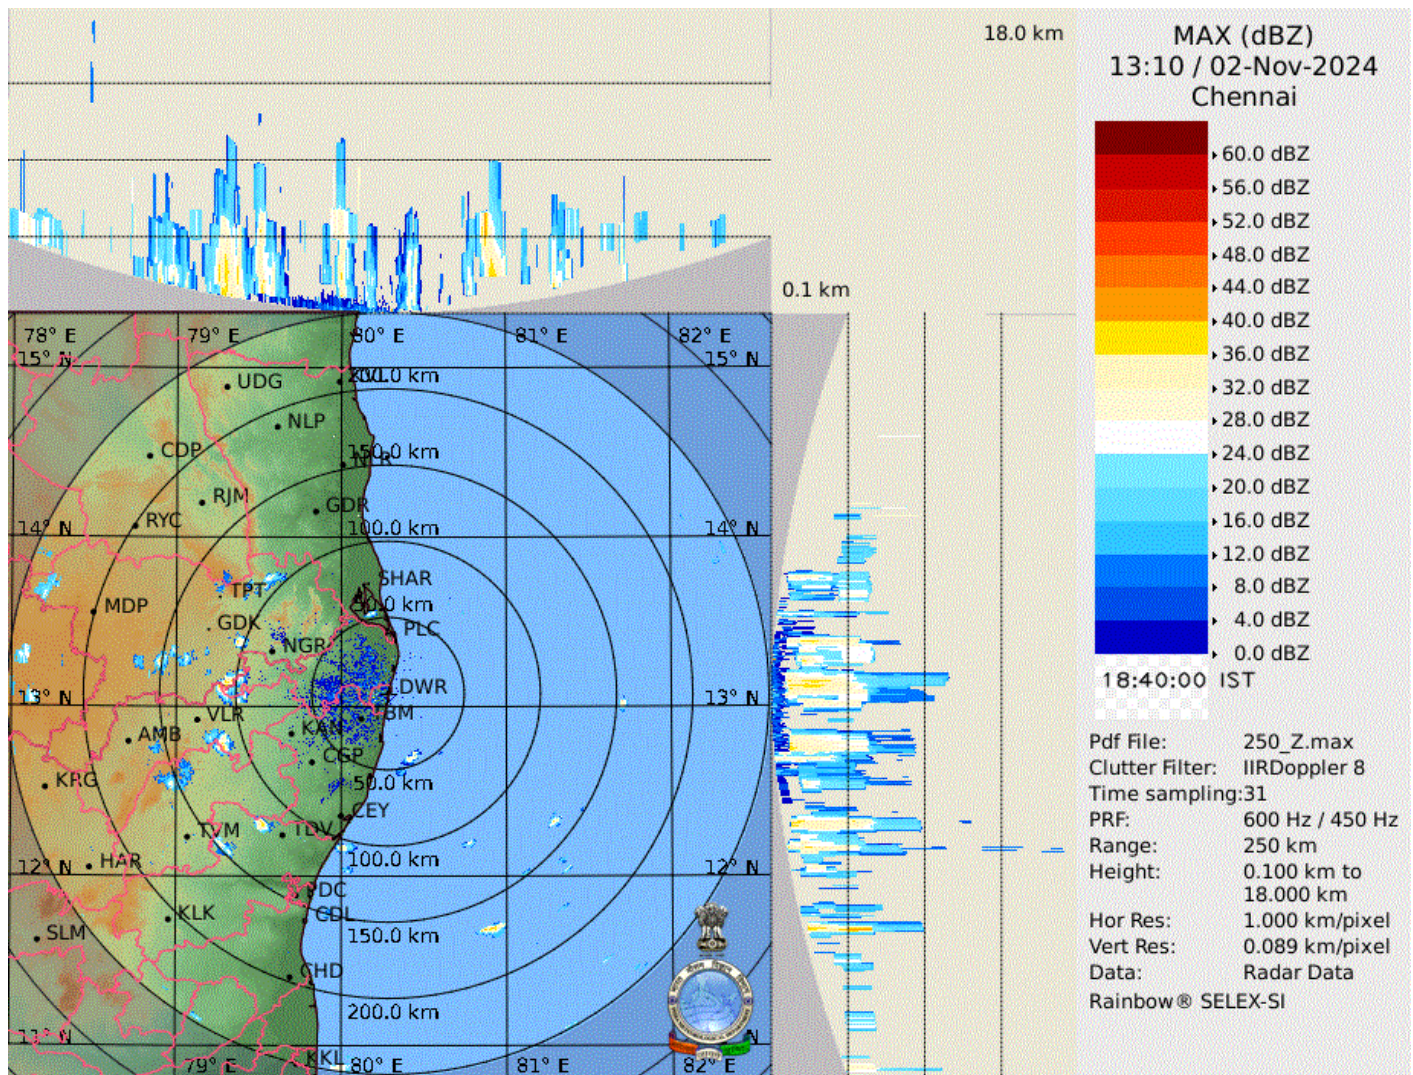 18.0 km
0.1 km
MAX (dBZ)
13:10 / 02-Nov-2024
Chennai
60.0 dBZ
56.0 dBZ
52.0 dBZ
48.0 dBZ
44.0 dBZ
40.0 dBZ
36.0 dBZ
32.0 dBZ
28.0 dBZ
24.0 dBZ
20.0 dBZ
16.0 dBZ
12.0 dBZ
8.0 dBZ
4.0 dBZ
0.0 dBZ
18:40:00 IST
Pdf File: 250_Z.max
Clutter Filter: IIRDoppler 8
Time sampling:31
PRF: 600 Hz / 450 Hz
Range: 250 km
Height: 0.100 km to
18.000 km
Hor Res: 1.000 km/pixel
Vert Res: 0.089 km/pixel
Data: Radar Data
Rainbow® SELEX-SI
78° E 79° E 80° E 81° E 82° E
15° N 15° N
UDG
200.0 km
NLP
CDP
150.0 km
NLR
RJM
GDR
RYC
14° N 100.0 km 14° N
SHAR
TPT
50.0 km
MDP
GDK
PLC
NGR
DWR
13° N 13° N
VLR
KAN
AMB
CGP
KRG
50.0 km
CEY
TVM
TDV
HAR
100.0 km
12° N 12° N
PDC
KLK
CDL
SLM
150.0 km
CHD
200.0 km
11° N
KKL
79° E 80° E 81° E 82° E